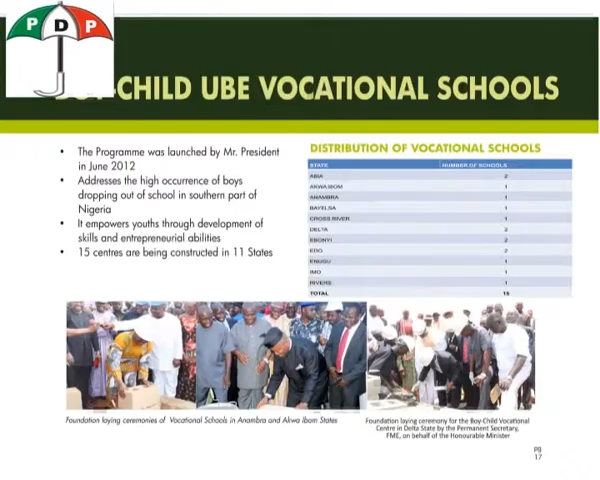 P D P
BOY-CHILD UBE VOCATIONAL SCHOOLS
• The Programme was launched by Mr. President
in June 2012
• Addresses the high occurrence of boys
dropping out of school in southern part of
Nigeria
• It empowers youths through development of
skills and entrepreneurial abilities
• 15 centres are being constructed in 11 States
DISTRIBUTION OF VOCATIONAL SCHOOLS
STATE NUMBER OF SCHOOLS
ABIA 2
AKWA IBOM 1
ANAMBRA 1
BAYELSA 1
CROSS RIVER 1
DELTA 2
EBONYI 2
EDO 2
ENUGU 1
IMO 1
RIVERS 1
TOTAL 15
Foundation laying ceremonies of Vocational Schools in Anambra and Akwa Ibom States
Foundation laying ceremony for the Boy-Child Vocational
Centre in Delta State by the Permanent Secretary,
FME, on behalf of the Honourable Minister
PB
17